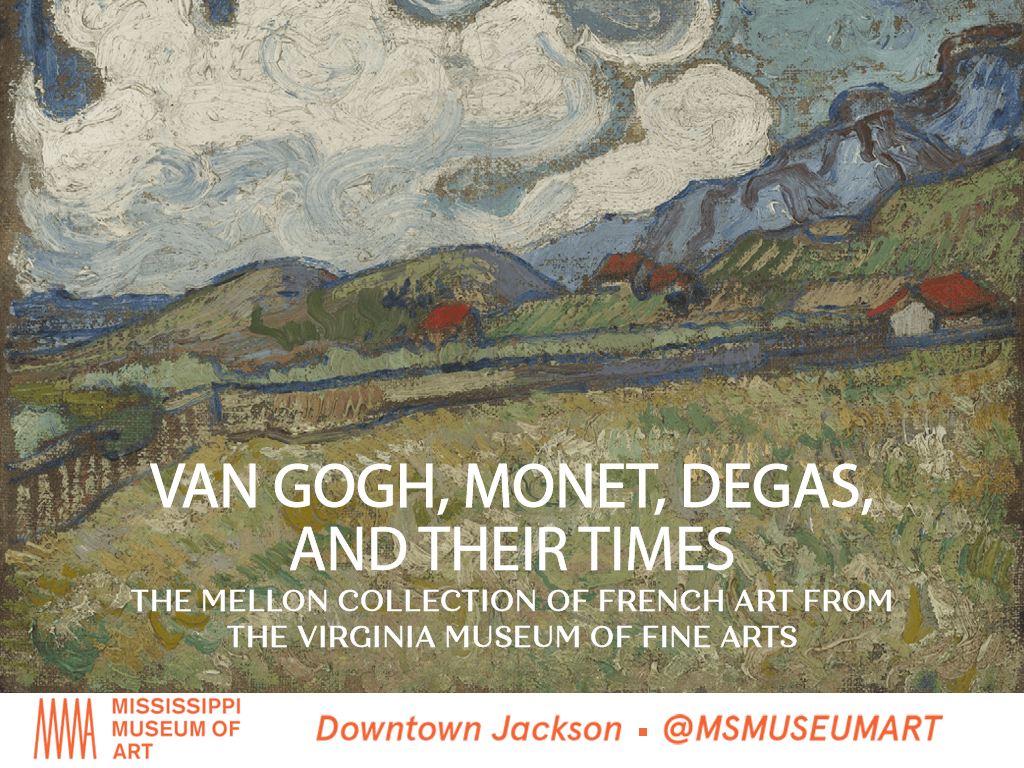 VAN GOGH, MONET, DEGAS,
AND THEIR TIMES
THE MELLON COLLECTION OF FRENCH ART FROM
THE VIRGINIA MUSEUM OF FINE ARTS
MISSISSIPPI
MUSEUM OF
ART
Downtown Jackson ▪ @MSMUSEUMART